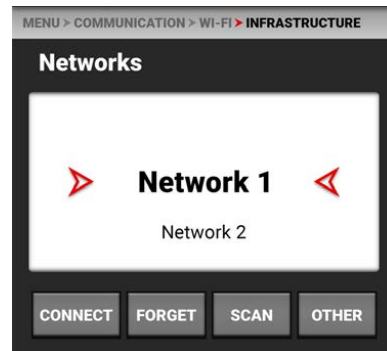 MENU > COMMUNICATION > WI-FI > INFRASTRUCTURE
Networks
Network 1
Network 2
CONNECT FORGET SCAN OTHER